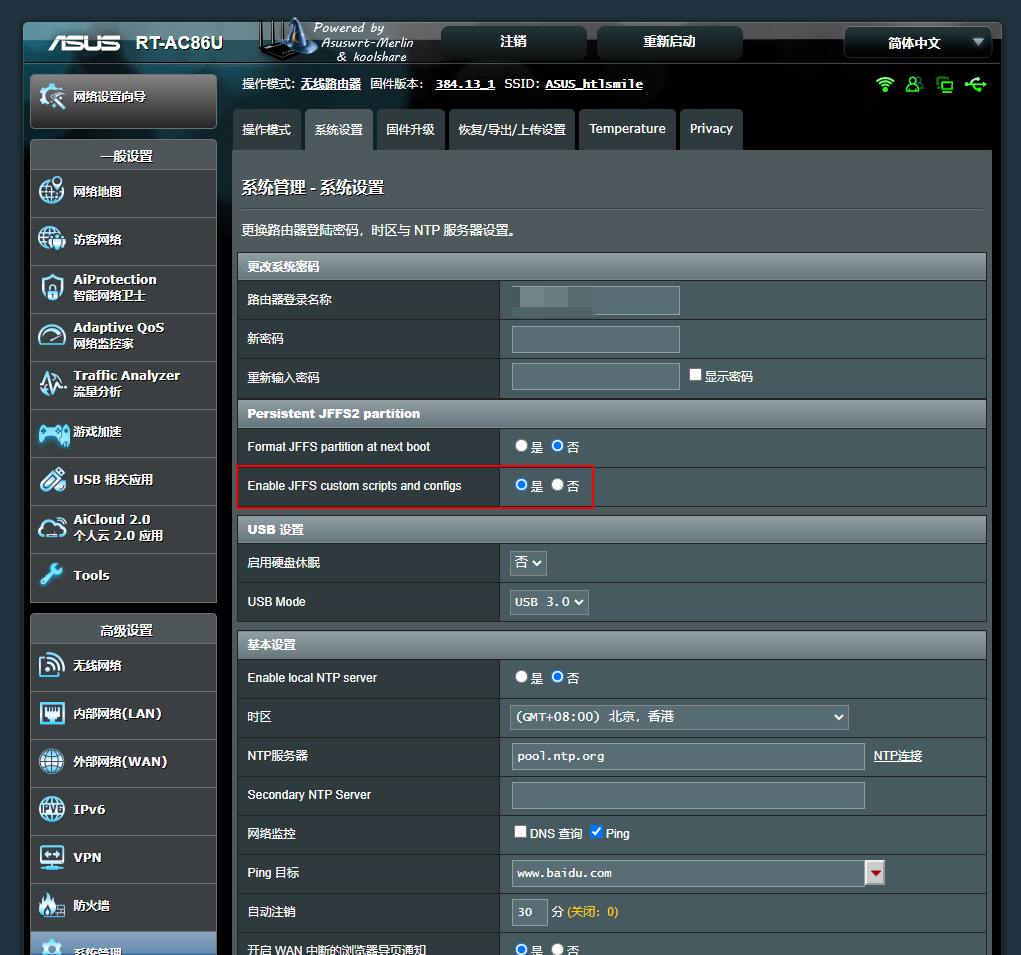 ASUS RT-AC86U
Powered by
Asuswrt-Merlin
& koolshare
注销
重新启动
简体中文
操作模式: 无线路由器 固件版本: 384.13_1 SSID: ASUS_htlsmile
网络设置向导
操作模式
系统设置
固件升级
恢复/导出/上传设置
Temperature
Privacy
一般设置
网络地图
访客网络
AiProtection
智能网络卫士
Adaptive QoS
网络监控家
Traffic Analyzer
流量分析
游戏加速
USB 相关应用
AiCloud 2.0
个人云 2.0 应用
Tools
高级设置
无线网络
内部网络(LAN)
外部网络(WAN)
IPV6
IPv6
VPN
防火墙
系统管理
系统管理 - 系统设置
更换路由器登陆密码，时区与 NTP 服务器设置。
更改系统密码
路由器登录名称
新密码
重新输入密码 显示密码
Persistent JFFS2 partition
Format JFFS partition at next boot 是 否
Enable JFFS custom scripts and configs 是 否
USB 设置
启用硬盘休眠 否
USB Mode USB 3.0
基本设置
Enable local NTP server 是 否
时区 (GMT+08:00) 北京, 香港
NTP服务器 pool.ntp.org NTP连接
Secondary NTP Server
网络监控 DNS 查询 Ping
Ping 目标 www.baidu.com
自动注销 30 分 (关闭: 0)
开启 WAN 中断的浏览器导页通知 是 否